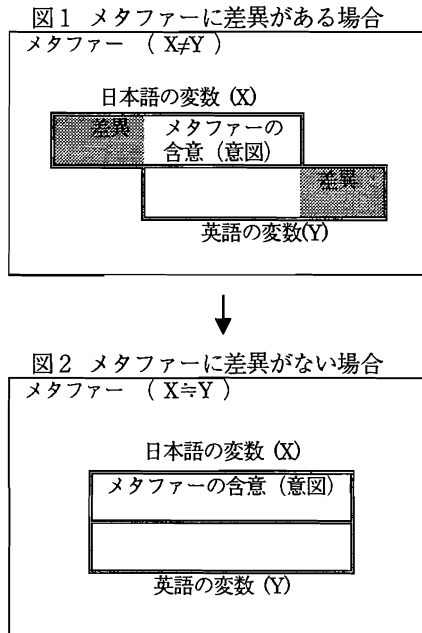 図1 メタファーに差異がある場合
メタファー （ X≠Y ）
日本語の変数 (X)
差異 メタファーの
含意（意図）
差異
英語の変数(Y)
図2 メタファーに差異がない場合
メタファー （ X≒Y ）
日本語の変数 (X)
メタファーの含意（意図）
英語の変数 (Y)